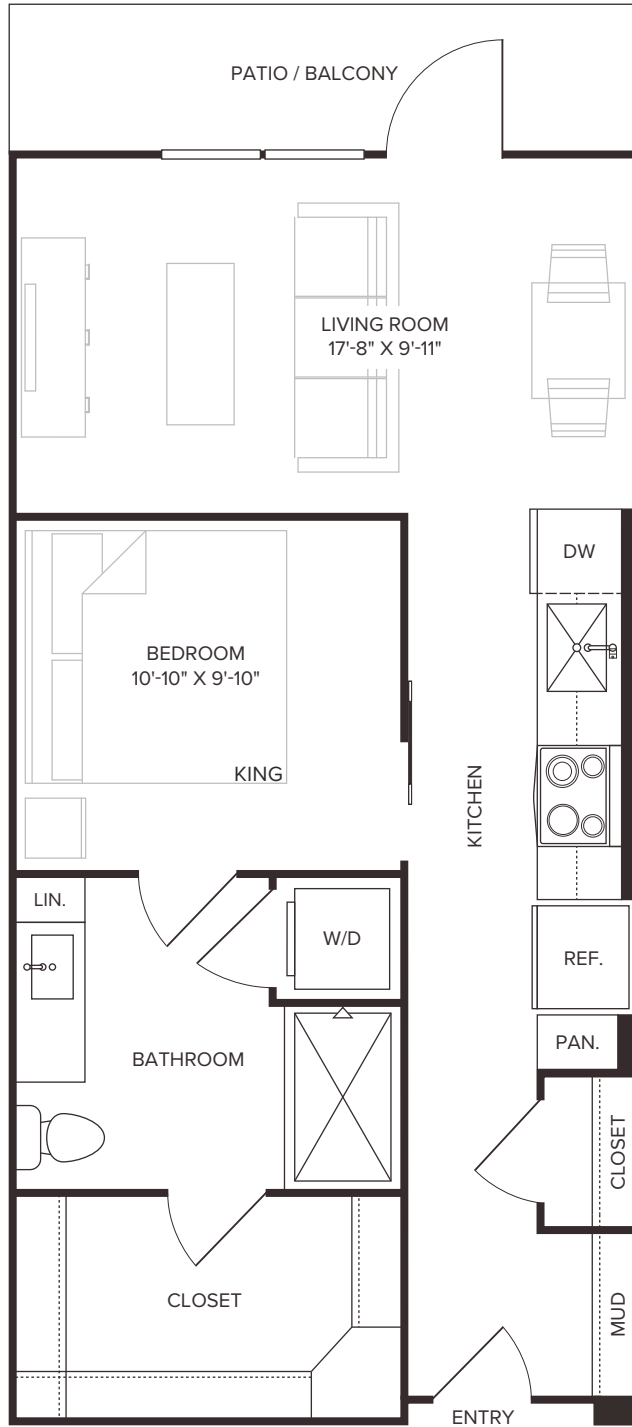 PATIO / BALCONY
LIVING ROOM
17'-8" X 9'-11"
DW
BEDROOM
10'-10" X 9'-10"
KING
KITCHEN
LIN.
W/D
REF.
PAN.
BATHROOM
CLOSET
CLOSET
MUD
ENTRY